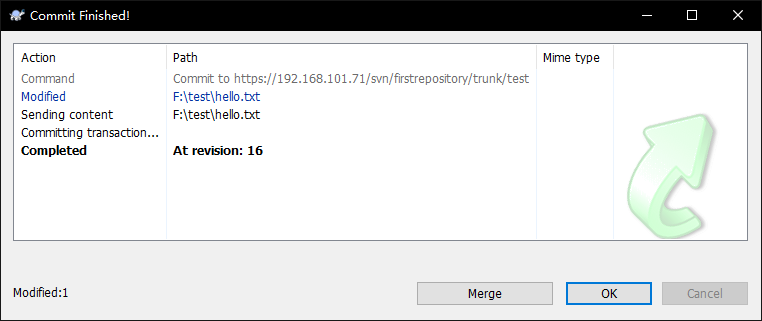 Commit Finished!
Action Path Mime type
Command Commit to https://192.168.101.71/svn/firstrepository/trunk/test
Modified F:\test\hello.txt
Sending content F:\test\hello.txt
Committing transaction...
Completed At revision: 16
Modified:1
Merge OK Cancel